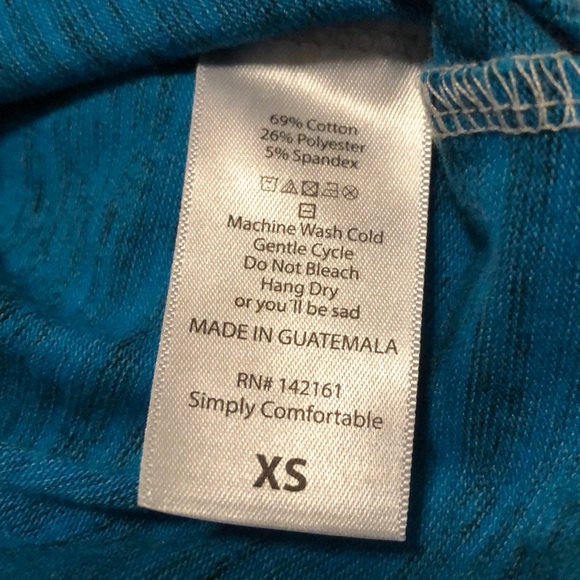 69% Cotton
26% Polyester
5% Spandex
Machine Wash Cold
Gentle Cycle
Do Not Bleach
Hang Dry
or you'll be sad
MADE IN GUATEMALA
RN# 142161
Simply Comfortable
XS